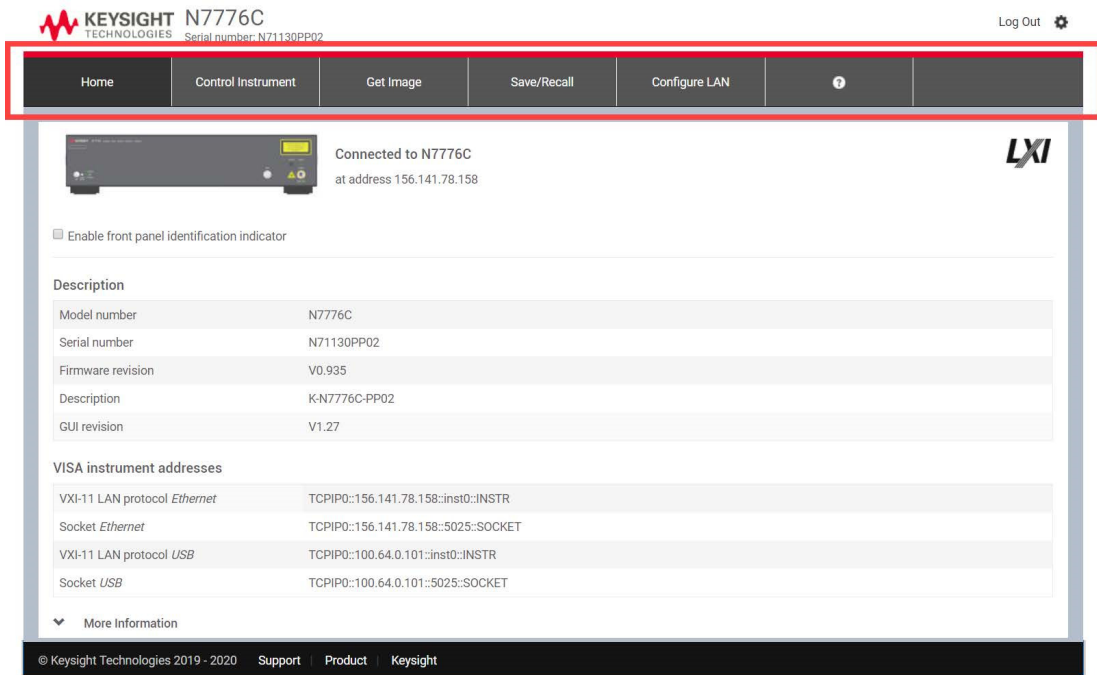 KEYSIGHT
TECHNOLOGIES
N7776C
Serial number: N71130PP02
Log Out
Home
Control Instrument
Get Image
Save/Recall
Configure LAN
?
Connected to N7776C
at address 156.141.78.158
LXI
Enable front panel identification indicator
Description
Model number N7776C
Serial number N71130PP02
Firmware revision V0.935
Description K-N7776C-PP02
GUI revision V1.27
VISA instrument addresses
VXI-11 LAN protocol Ethernet TCPIP0::156.141.78.158::inst0::INSTR
Socket Ethernet TCPIP0::156.141.78.158::5025::SOCKET
VXI-11 LAN protocol USB TCPIP0::100.64.0.101::inst0::INSTR
Socket USB TCPIP0::100.64.0.101::5025::SOCKET
More Information
© Keysight Technologies 2019 - 2020 Support | Product | Keysight